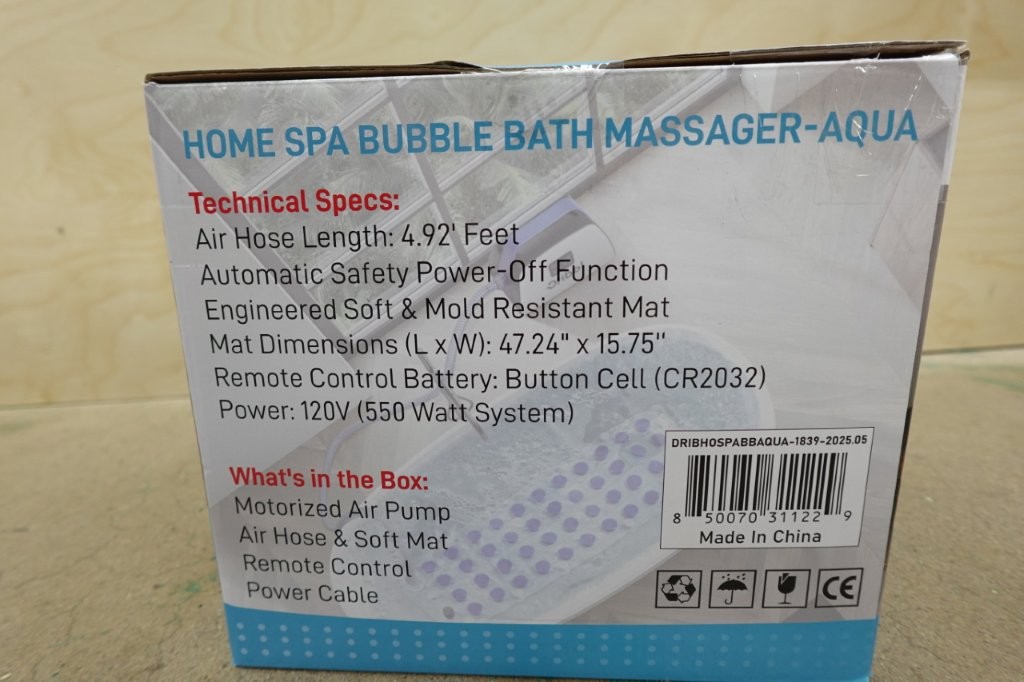 HOME SPA BUBBLE BATH MASSAGER-AQUA
Technical Specs:
Air Hose Length: 4.92' Feet
Automatic Safety Power-Off Function
Engineered Soft & Mold Resistant Mat
Mat Dimensions (L x W): 47.24" x 15.75"
Remote Control Battery: Button Cell (CR2032)
Power: 120V (550 Watt System)
What's in the Box:
Motorized Air Pump
Air Hose & Soft Mat
Remote Control
Power Cable
DRIBHOSPABBAQUA-1839-2025.05
8 50070 31122 9
Made In China
CE